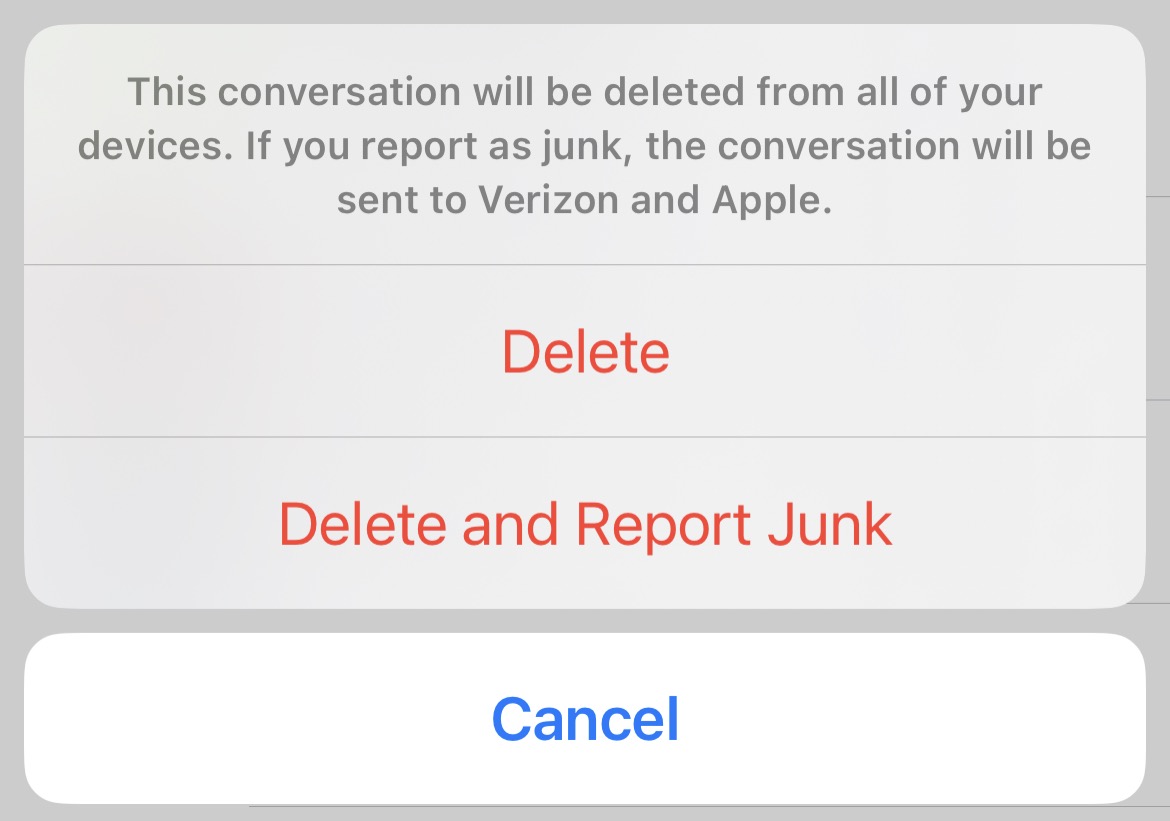 This conversation will be deleted from all of your
devices. If you report as junk, the conversation will be
sent to Verizon and Apple.
Delete
Delete and Report Junk
Cancel